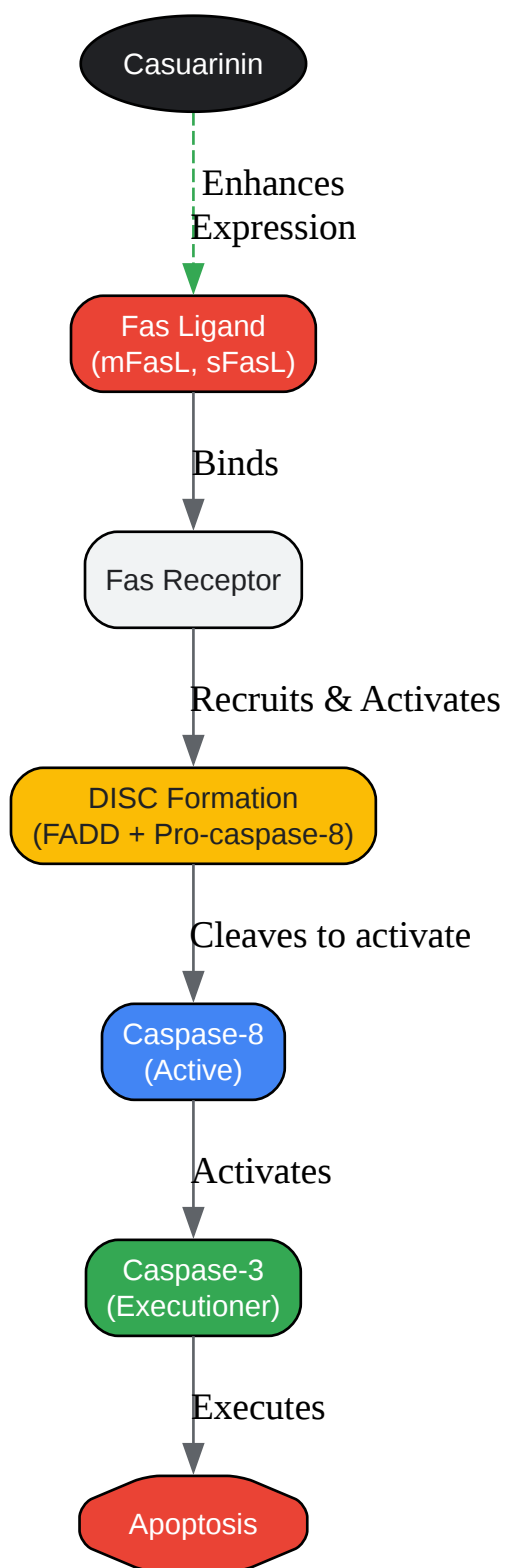 Casuarinin
Enhances
Expression
Fas Ligand
(mFasL, sFasL)
Binds
Fas Receptor
Recruits & Activates
DISC Formation
(FADD + Pro-caspase-8)
Cleaves to activate
Caspase-8
(Active)
Activates
Caspase-3
(Executioner)
Executes
Apoptosis